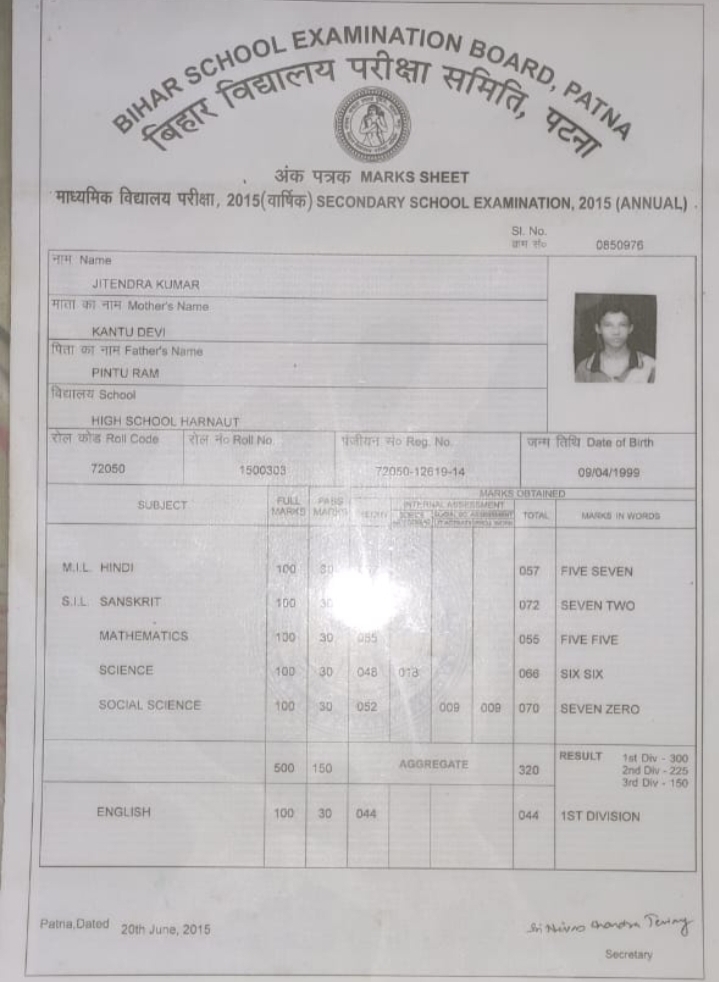 BIHAR SCHOOL EXAMINATION BOARD, PATNA
बिहार विद्यालय परीक्षा समिति, पटना
अंक पत्रक MARKS SHEET
माध्यमिक विद्यालय परीक्षा, 2015(वार्षिक) SECONDARY SCHOOL EXAMINATION, 2015 (ANNUAL)
Sl. No.
क्रम सं० 0850976
नाम Name
JITENDRA KUMAR
माता का नाम Mother's Name
KANTU DEVI
पिता का नाम Father's Name
PINTU RAM
विद्यालय School
HIGH SCHOOL HARNAUT
रोल कोड Roll Code रोल नं० Roll No. पंजीयन सं० Reg. No. जन्म तिथि Date of Birth
72050 1500303 72050-12619-14 09/04/1999
MARKS OBTAINED
SUBJECT FULL MARKS PASS MARKS INTERNAL ASSESSMENT TOTAL MARKS IN WORDS
M.I.L. HINDI 100 057 FIVE SEVEN
S.I.L. SANSKRIT 100 072 SEVEN TWO
MATHEMATICS 100 30 055 055 FIVE FIVE
SCIENCE 100 30 048 018 066 SIX SIX
SOCIAL SCIENCE 100 30 052 009 009 070 SEVEN ZERO
500 150 AGGREGATE 320 RESULT 1st Div - 300
2nd Div - 225
3rd Div - 150
ENGLISH 100 30 044 044 1ST DIVISION
Patna,Dated 20th June, 2015
Secretary